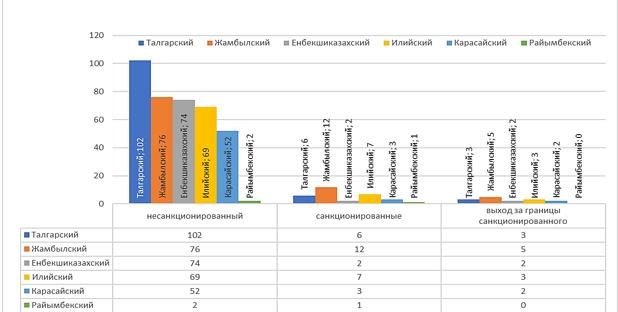 120
100
80
60
40
20
0
Талгарский Жамбылский Енбекшиказахский Илийский Карасайский Райымбекский
Талгарский; 102
Жамбылский; 76
Енбекшиказахский; 74
Илийский; 69
Карасайский; 52
Райымбекский; 2
Талгарский; 6
Жамбылский; 12
Енбекшиказахский; 2
Илийский; 7
Карасайский; 3
Райымбекский; 1
Талгарский; 3
Жамбылский; 5
Енбекшиказахский; 2
Илийский; 3
Карасайский; 2
Райымбекский; 0
несанкционированный санкционированные выход за границы
санкционированного
Талгарский 102 6 3
Жамбылский 76 12 5
Енбекшиказахский 74 2 2
Илийский 69 7 3
Карасайский 52 3 2
Райымбекский 2 1 0